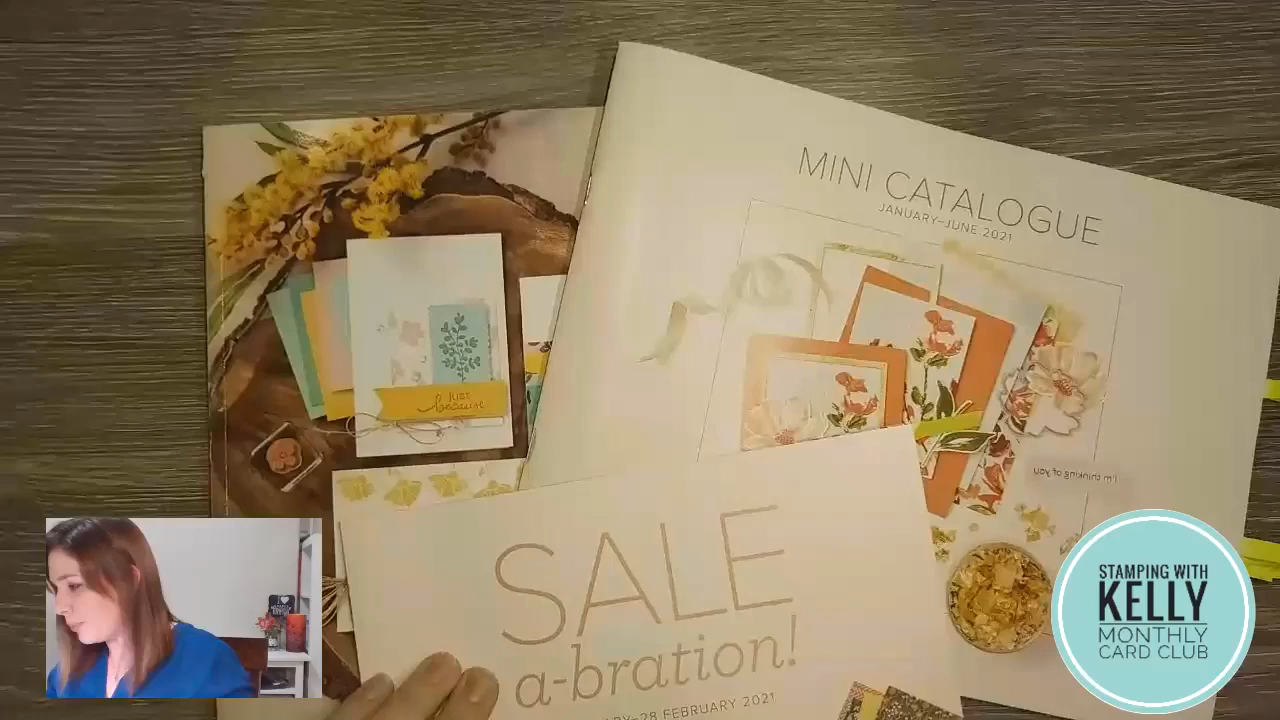 MINI CATALOGUE
JANUARY–JUNE 2021
JUST
because
I'm thinking of you
SALE
a-bration!
28 FEBRUARY 2021
STAMPING WITH
KELLY
MONTHLY
CARD CLUB